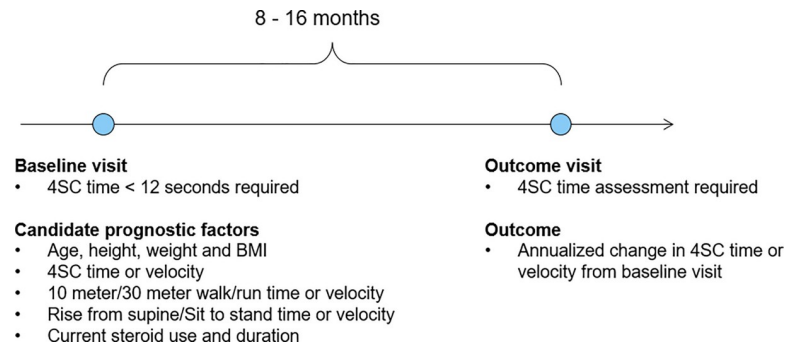 8 - 16 months
Baseline visit
• 4SC time < 12 seconds required
Candidate prognostic factors
• Age, height, weight and BMI
• 4SC time or velocity
• 10 meter/30 meter walk/run time or velocity
• Rise from supine/Sit to stand time or velocity
• Current steroid use and duration
Outcome visit
• 4SC time assessment required
Outcome
• Annualized change in 4SC time or
velocity from baseline visit